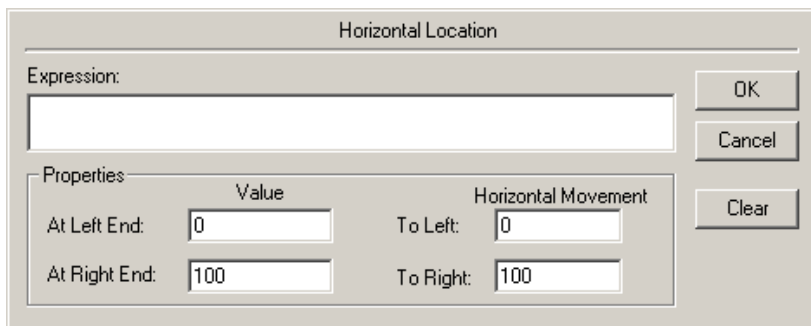 Horizontal Location
Expression:
OK
Cancel
Clear
Properties
Value Horizontal Movement
At Left End: 0 To Left: 0
At Right End: 100 To Right: 100